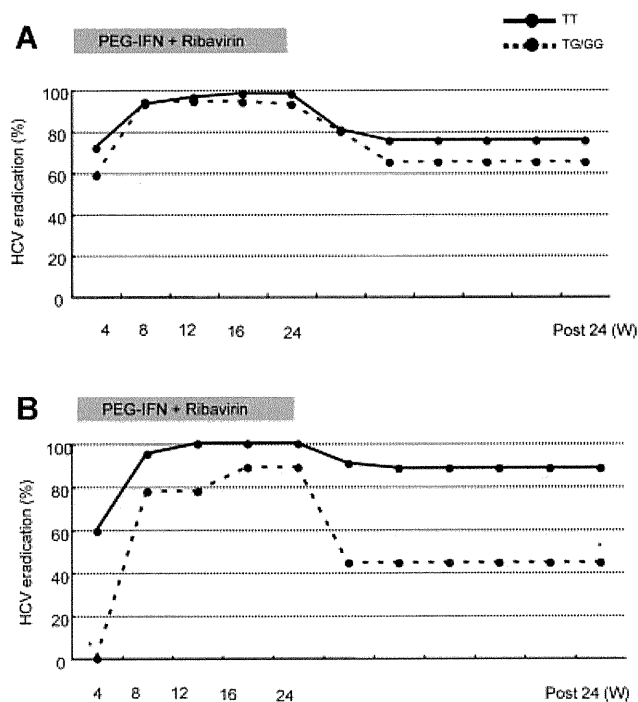 TT
TG/GG
A
PEG-IFN + Ribavirin
HCV eradication (%)
100
80
60
40
20
0
4 8 12 16 24 Post 24 (W)
B
PEG-IFN + Ribavirin
HCV eradication (%)
100
80
60
40
20
0
4 8 12 16 24 Post 24 (W)